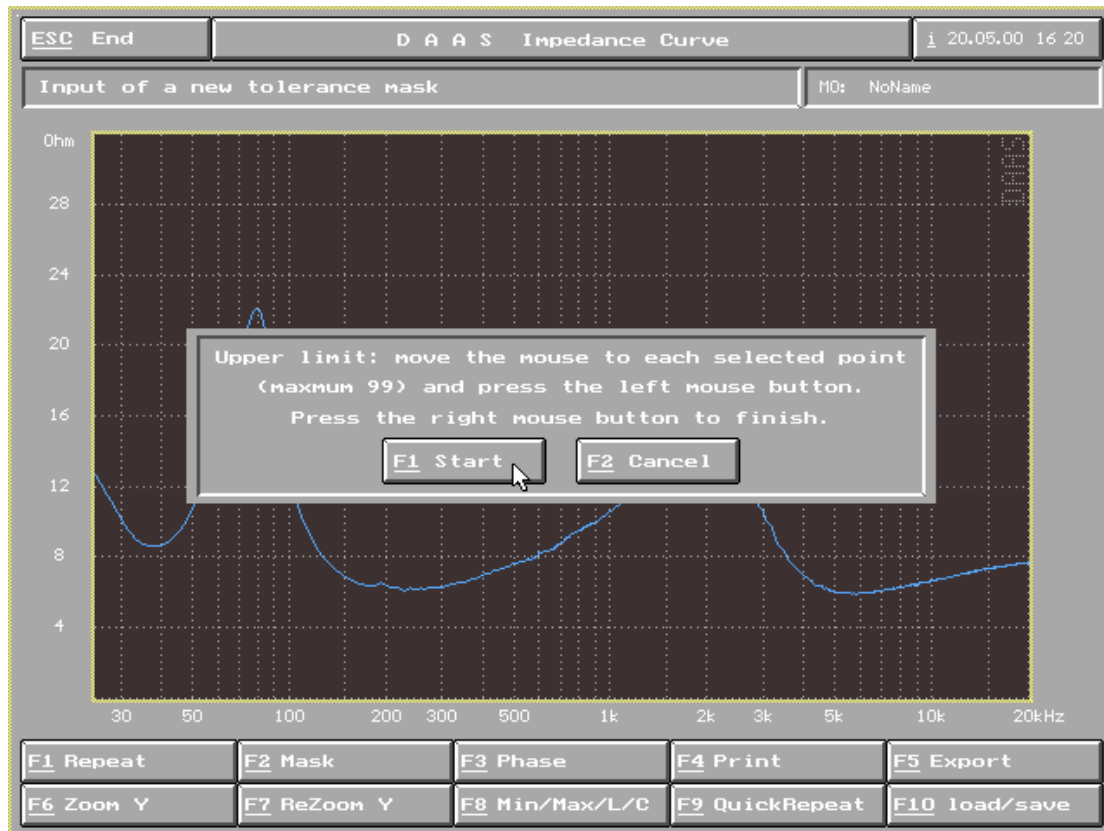 ESC End
D A A S Impedance Curve
i 20.05.00 16 20
Input of a new tolerance mask
MO: NoName
Ohm
DAAS
28
24
20
16
12
8
4
Upper limit: move the mouse to each selected point
(maxmum 99) and press the left mouse button.
Press the right mouse button to finish.
F1 Start
F2 Cancel
30 50 100 200 300 500 1k 2k 3k 5k 10k 20kHz
F1 Repeat
F2 Mask
F3 Phase
F4 Print
F5 Export
F6 Zoom Y
F7 ReZoom Y
F8 Min/Max/L/C
F9 QuickRepeat
F10 load/save